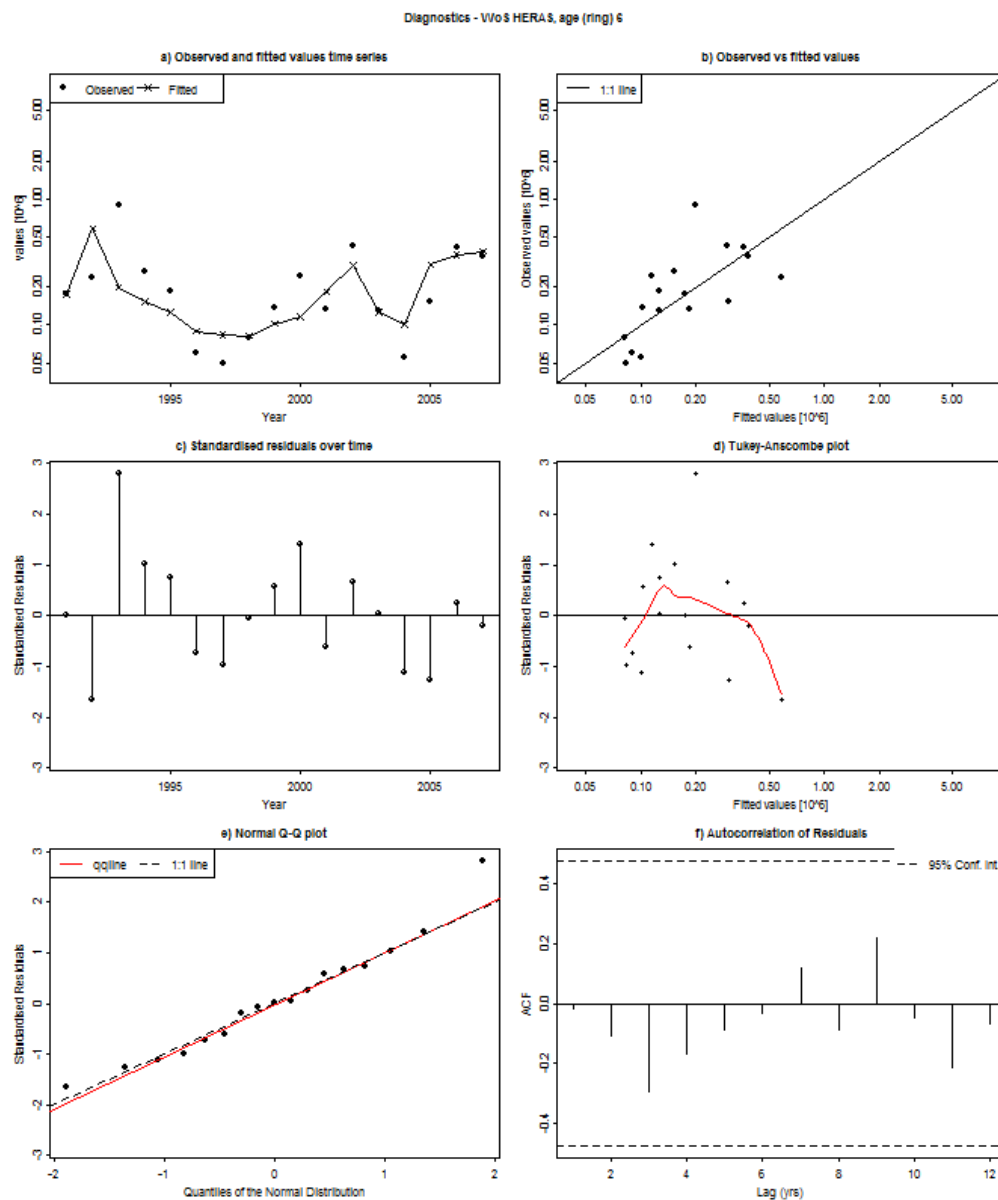 Diagnostics - WoS HERAS, age (ring) 6
a) Observed and fitted values time series
Observed Fitted
values [10^6]
0.05 0.10 0.20 0.50 1.00 2.00 5.00
1995 2000 2005
Year
b) Observed vs fitted values
1:1 line
Observed values [10^6]
0.05 0.10 0.20 0.50 1.00 2.00 5.00
0.05 0.10 0.20 0.50 1.00 2.00 5.00
Fitted values [10^6]
c) Standardised residuals over time
Standardised Residuals
-3 -2 -1 0 1 2 3
1995 2000 2005
Year
d) Tukey-Anscombe plot
Standardised Residuals
-3 -2 -1 0 1 2 3
0.05 0.10 0.20 0.50 1.00 2.00 5.00
Fitted values [10^6]
e) Normal Q-Q plot
qqline 1:1 line
Standardised Residuals
-3 -2 -1 0 1 2 3
-2 -1 0 1 2
Quantiles of the Normal Distribution
f) Autocorrelation of Residuals
95% Conf. Int
ACF
-0.4 -0.2 0.0 0.2 0.4
2 4 6 8 10 12
Lag (yrs)